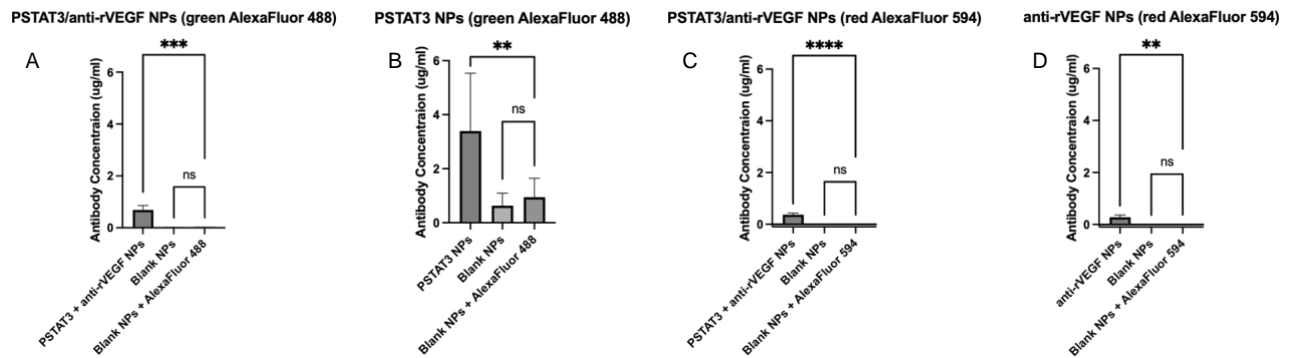 PSTAT3/anti-rVEGF NPs (green AlexaFluor 488)
A
***
ns
Antibody Concentraion (ug/ml)
6
4
2
0
PSTAT3 + anti-rVEGF NPs
Blank NPs
Blank NPs + AlexaFluor 488
PSTAT3 NPs (green AlexaFluor 488)
B
**
ns
Antibody Concentraion (ug/ml)
6
4
2
0
PSTAT3 NPs
Blank NPs
Blank NPs + AlexaFluor 488
PSTAT3/anti-rVEGF NPs (red AlexaFluor 594)
C
****
ns
Antibody Concentraion (ug/ml)
6
4
2
0
PSTAT3 + anti-rVEGF NPs
Blank NPs
Blank NPs + AlexaFluor 594
anti-rVEGF NPs (red AlexaFluor 594)
D
**
ns
Antibody Concentraion (ug/ml)
6
4
2
0
anti-rVEGF NPs
Blank NPs
Blank NPs + AlexaFluor 594